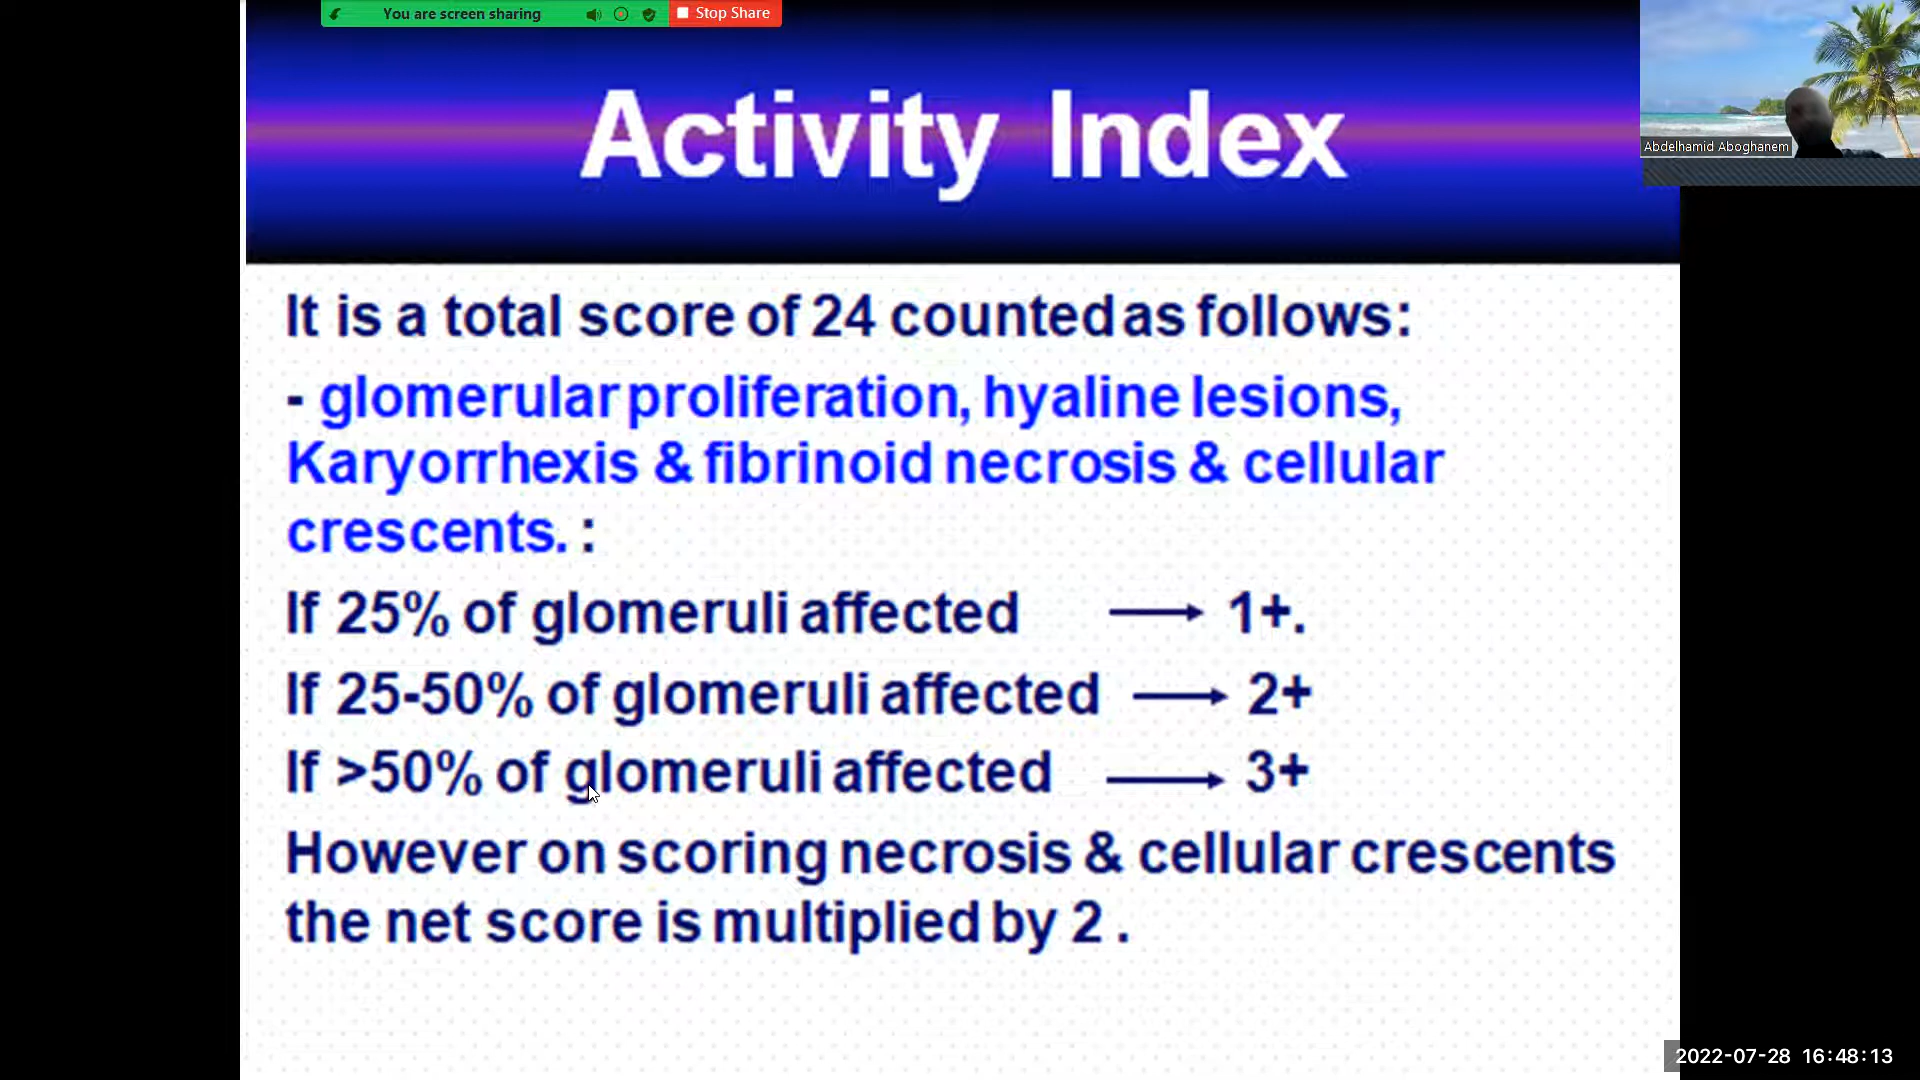 You are screen sharing
Stop Share
Activity Index
Abdelhamid Aboghanem
It is a total score of 24 counted as follows:
- glomerular proliferation, hyaline lesions,
Karyorrhexis & fibrinoid necrosis & cellular
crescents. :
If 25% of glomeruli affected → 1+.
If 25-50% of glomeruli affected → 2+
If >50% of glomeruli affected → 3+
However on scoring necrosis & cellular crescents
the net score is multiplied by 2 .
2022-07-28 16:48:13